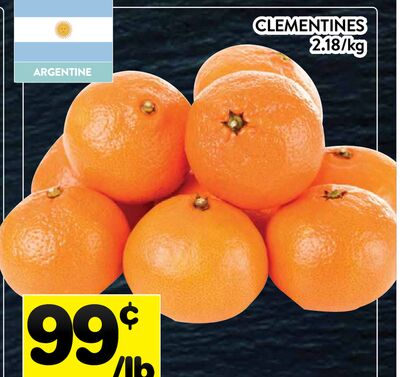 CLEMENTINES
2.18/kg
ARGENTINE
99¢
/lb